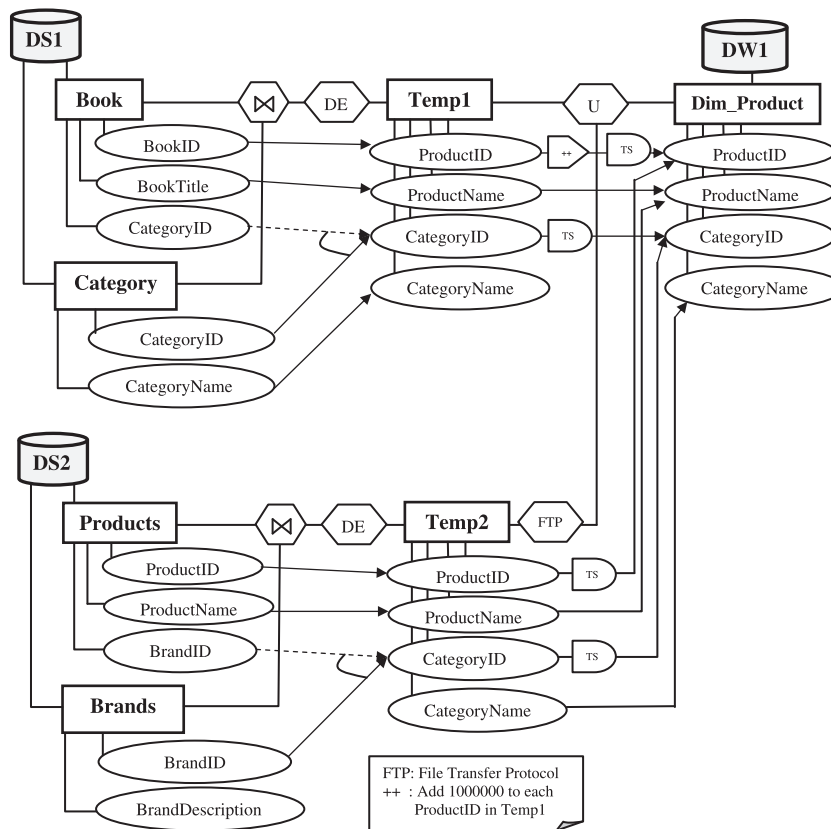 DS1
DW1
Book
⋈
DE
Temp1
U
Dim_Product
BookID
ProductID
++
TS
ProductID
BookTitle
ProductName
ProductName
CategoryID
CategoryID
TS
CategoryID
Category
CategoryName
CategoryName
CategoryID
CategoryName
DS2
Products
⋈
DE
Temp2
FTP
ProductID
ProductID
TS
ProductName
ProductName
BrandID
CategoryID
TS
Brands
CategoryName
BrandID
BrandDescription
FTP: File Transfer Protocol
++ : Add 1000000 to each
ProductID in Temp1